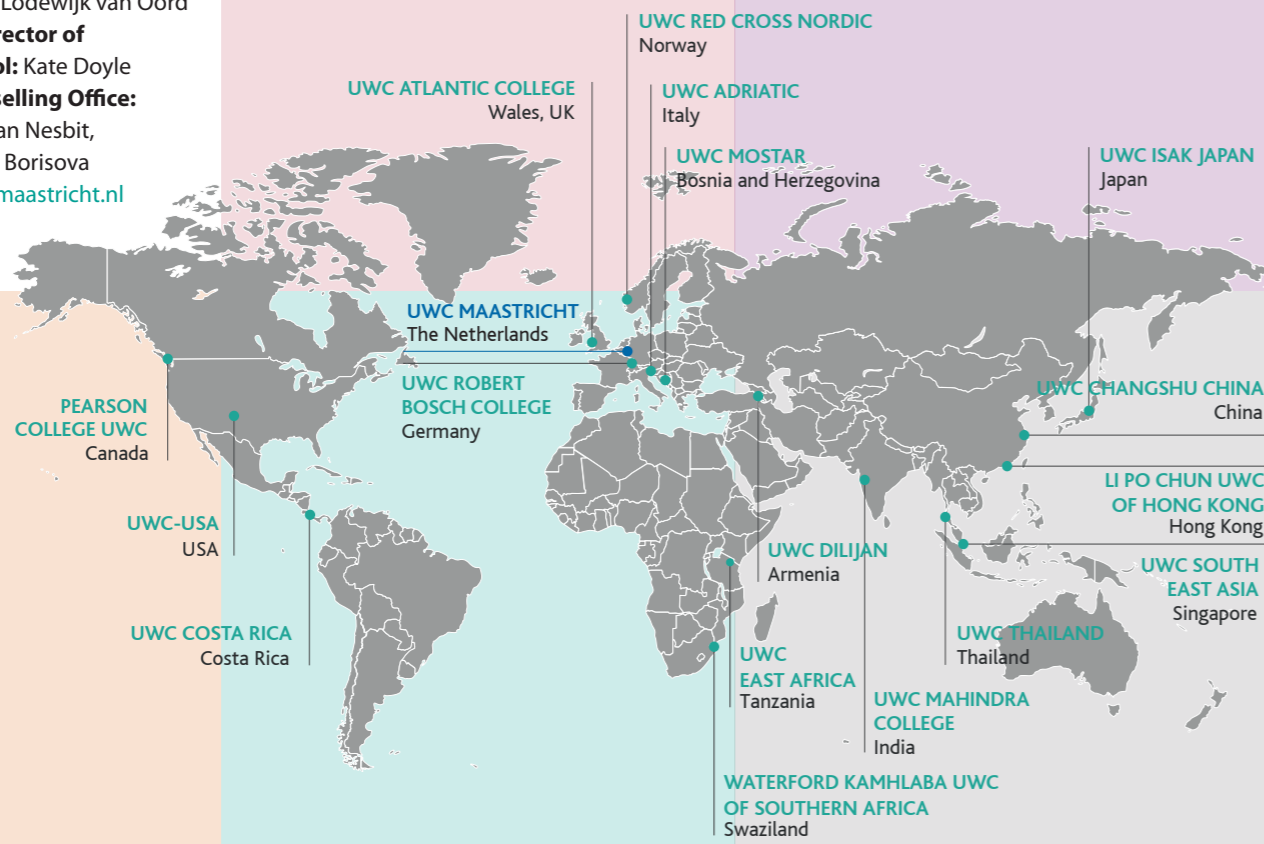 Lodewijk van Oord
rector of
ol: Kate Doyle
selling Office:
an Nesbit,
Borisova
maastricht.nl
UWC RED CROSS NORDIC
Norway
UWC ATLANTIC COLLEGE
Wales, UK
UWC ADRIATIC
Italy
UWC MOSTAR
Bosnia and Herzegovina
UWC ISAK JAPAN
Japan
UWC MAASTRICHT
The Netherlands
UWC ROBERT
BOSCH COLLEGE
Germany
PEARSON
COLLEGE UWC
Canada
UWC-USA
USA
UWC COSTA RICA
Costa Rica
UWC CHANGSHU CHINA
China
LI PO CHUN UWC
OF HONG KONG
Hong Kong
UWC SOUTH
EAST ASIA
Singapore
UWC DILIJAN
Armenia
UWC THAILAND
Thailand
UWC
EAST AFRICA
Tanzania
UWC MAHINDRA
COLLEGE
India
WATERFORD KAMHLABA UWC
OF SOUTHERN AFRICA
Swaziland